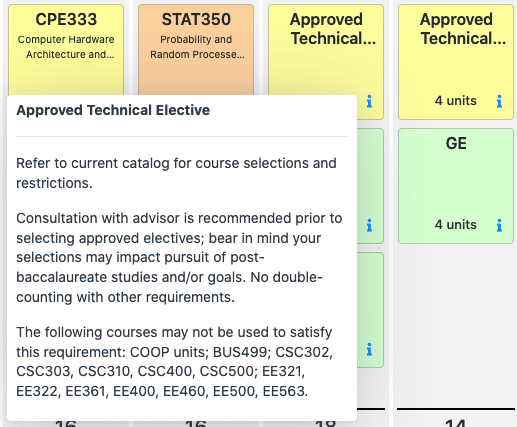 CPE333
Computer Hardware
Architecture and...
STAT350
Probability and
Random Processe...
Approved
Technical...
Approved
Technical...
4 units
GE
4 units
Approved Technical Elective
Refer to current catalog for course selections and
restrictions.
Consultation with advisor is recommended prior to
selecting approved electives; bear in mind your
selections may impact pursuit of post-
baccalaureate studies and/or goals. No double-
counting with other requirements.
The following courses may not be used to satisfy
this requirement: COOP units; BUS499; CSC302,
CSC303, CSC310, CSC400, CSC500; EE321,
EE322, EE361, EE400, EE460, EE500, EE563.
16
16
18
14